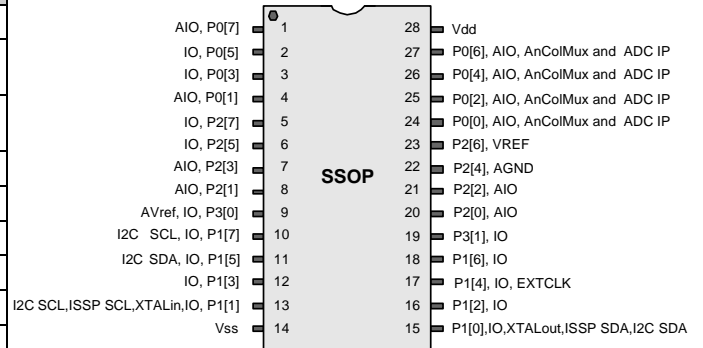 AIO, P0[7] 1 28 Vdd
IO, P0[5] 2 27 P0[6], AIO, AnColMux and ADC IP
IO, P0[3] 3 26 P0[4], AIO, AnColMux and ADC IP
AIO, P0[1] 4 25 P0[2], AIO, AnColMux and ADC IP
IO, P2[7] 5 24 P0[0], AIO, AnColMux and ADC IP
IO, P2[5] 6 23 P2[6], VREF
AIO, P2[3] 7 22 P2[4], AGND
SSOP
AIO, P2[1] 8 21 P2[2], AIO
AVref, IO, P3[0] 9 20 P2[0], AIO
I2C SCL, IO, P1[7] 10 19 P3[1], IO
I2C SDA, IO, P1[5] 11 18 P1[6], IO
IO, P1[3] 12 17 P1[4], IO, EXTCLK
I2C SCL,ISSP SCL,XTALin,IO, P1[1] 13 16 P1[2], IO
Vss 14 15 P1[0],IO,XTALout,ISSP SDA,I2C SDA